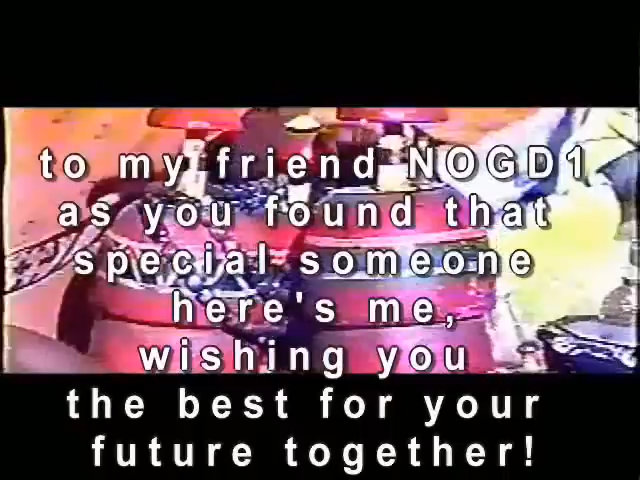 to my friend NOGD1
as you found that
special someone
here's me,
wishing you
the best for your
future together!